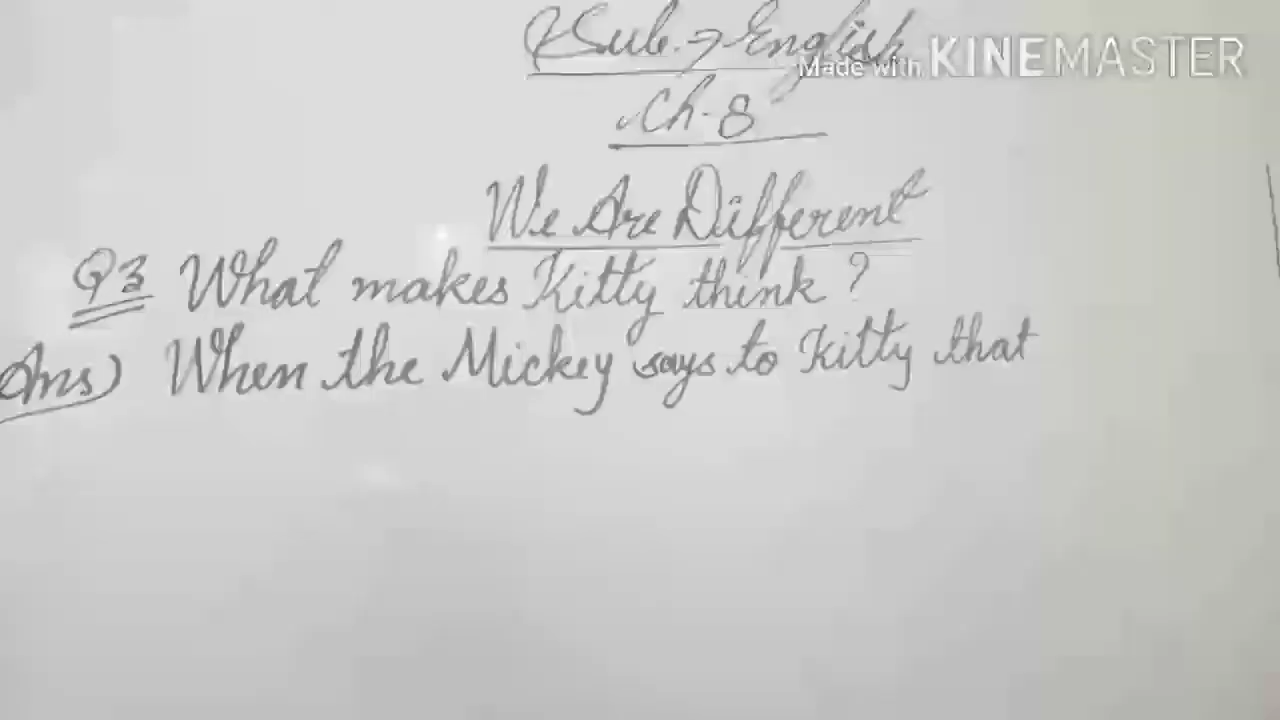 Sub. → English
Made with KINEMASTER
Ch-8
We Are Different
Q3 What makes Kitty think?
Ans) When the Mickey says to Kitty that